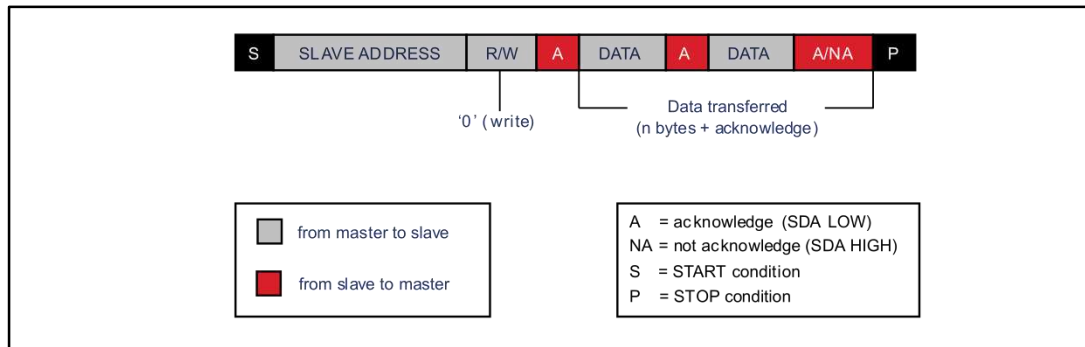 S SLAVE ADDRESS R/W A DATA A DATA A/NA P
‘0’ (write)
Data transferred
(n bytes + acknowledge)
from master to slave
from slave to master
A = acknowledge (SDA LOW)
NA = not acknowledge (SDA HIGH)
S = START condition
P = STOP condition